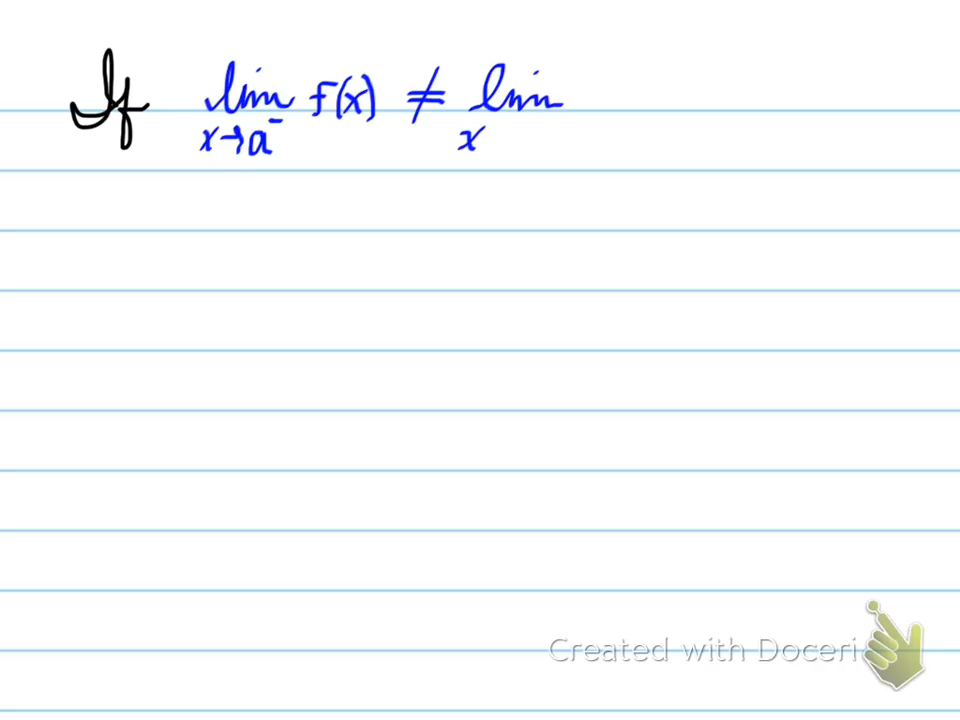 If lim f(x) ≠ lim
x→a⁻ x
Created with Doceri